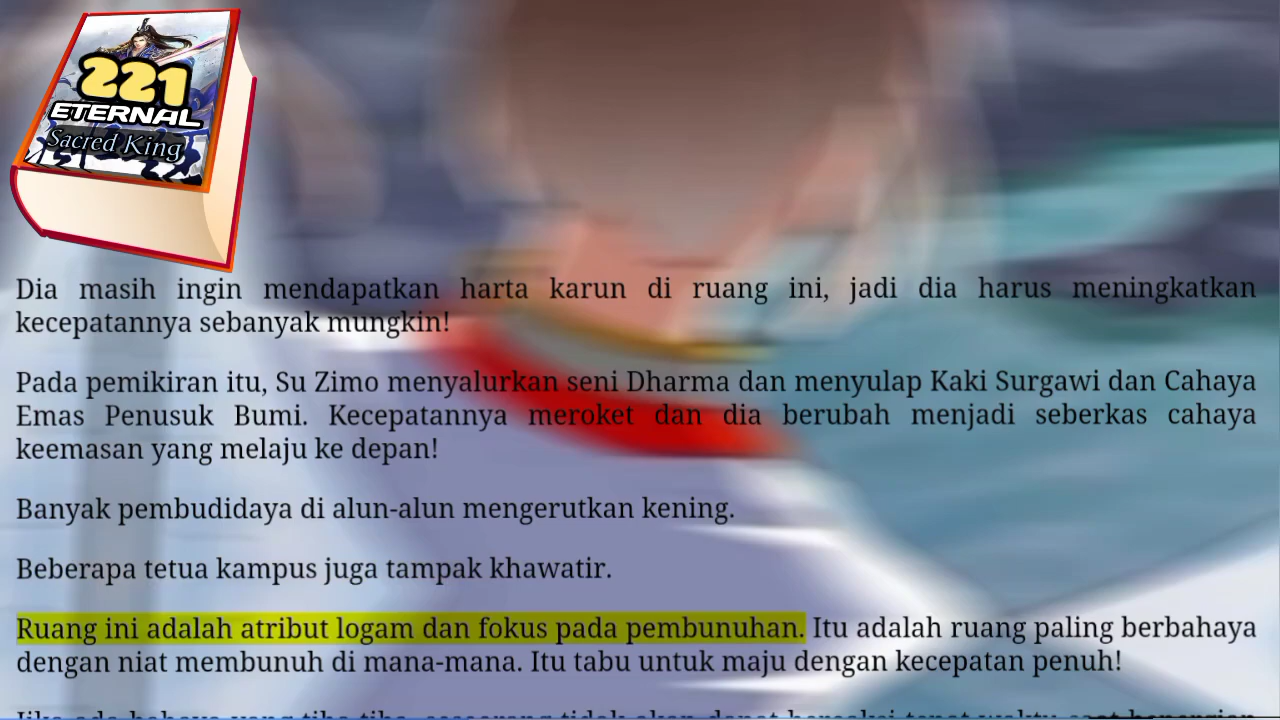 221
ETERNAL
Sacred King
Dia masih ingin mendapatkan harta karun di ruang ini, jadi dia harus meningkatkan
kecepatannya sebanyak mungkin!
Pada pemikiran itu, Su Zimo menyalurkan seni Dharma dan menyulap Kaki Surgawi dan Cahaya
Emas Penusuk Bumi. Kecepatannya meroket dan dia berubah menjadi seberkas cahaya
keemasan yang melaju ke depan!
Banyak pembudidaya di alun-alun mengerutkan kening.
Beberapa tetua kampus juga tampak khawatir.
Ruang ini adalah atribut logam dan fokus pada pembunuhan. Itu adalah ruang paling berbahaya
dengan niat membunuh di mana-mana. Itu tabu untuk maju dengan kecepatan penuh!